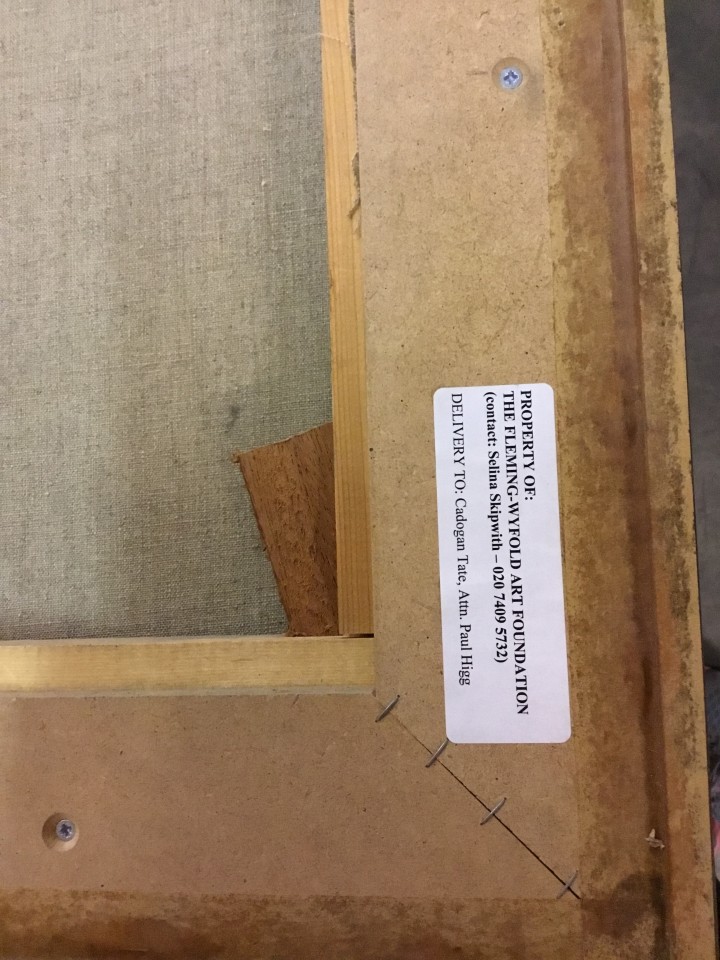 PROPERTY OF:
THE FLEMING-WYFOLD ART FOUNDATION
(contact: Selina Skipwith – 020 7409 5732)
DELIVERY TO: Cadogan Tate, Attn. Paul Higg